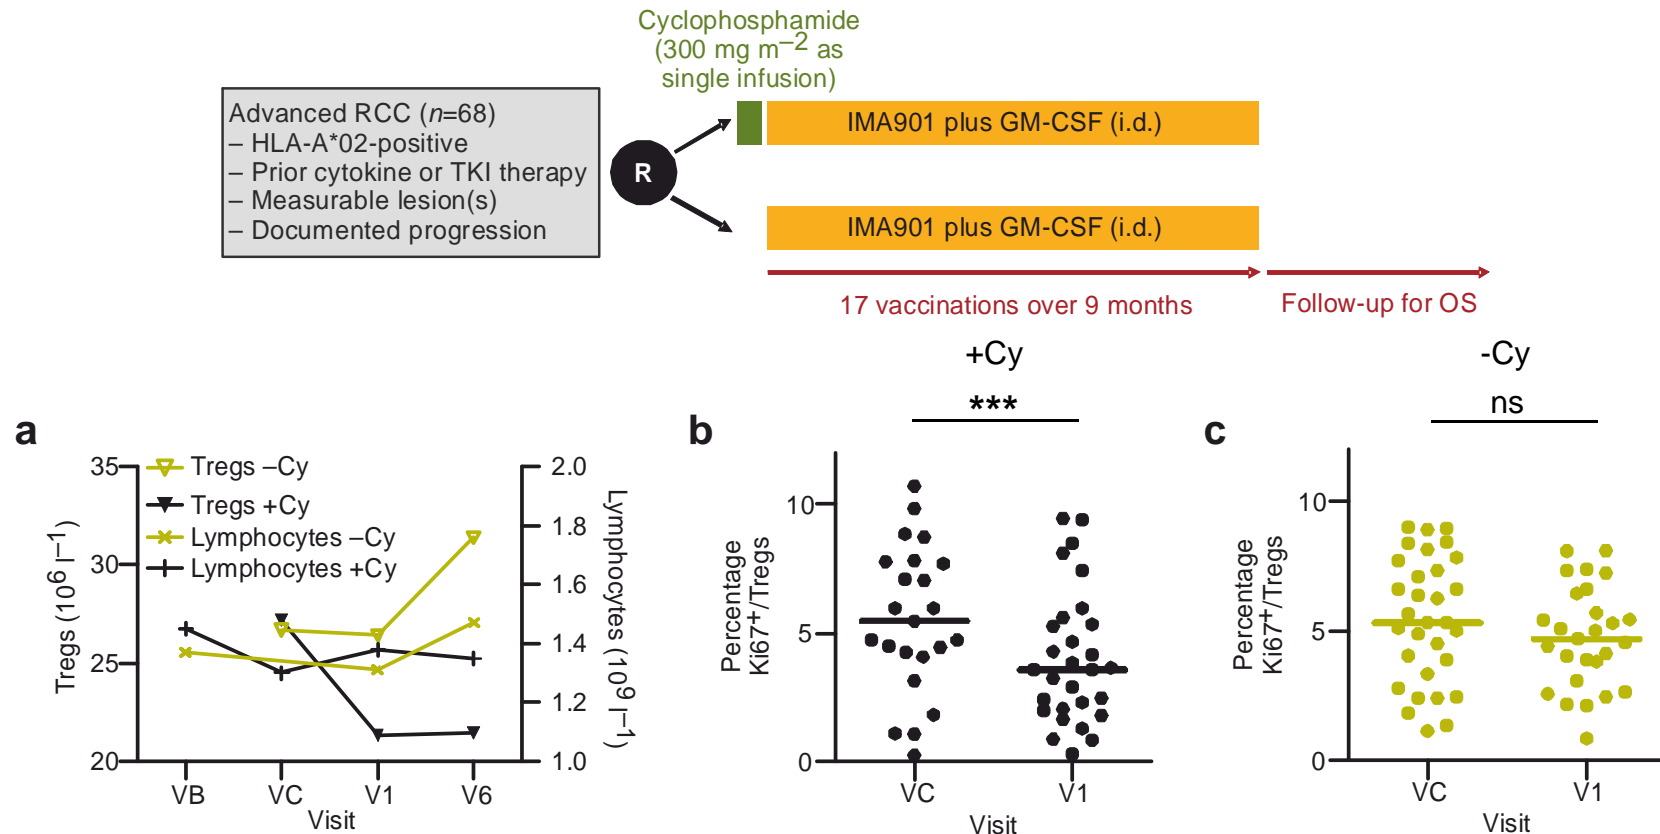 Cyclophosphamide
(300 mg m–2 as
single infusion)
Advanced RCC (n=68)
– HLA-A*02-positive
– Prior cytokine or TKI therapy
– Measurable lesion(s)
– Documented progression
R
IMA901 plus GM-CSF (i.d.)
IMA901 plus GM-CSF (i.d.)
17 vaccinations over 9 months
Follow-up for OS
a
Tregs (10⁶ l–1)
35
30
25
20
Tregs –Cy
Tregs +Cy
Lymphocytes –Cy
Lymphocytes +Cy
2.0
1.8
1.6
1.4
1.2
1.0
Lymphocytes (10⁹ l–1)
VB VC V1 V6
Visit
b
+Cy
***
Percentage
Ki67+/Tregs
10
5
0
VC V1
Visit
c
-Cy
ns
Percentage
Ki67+/Tregs
10
5
0
VC V1
Visit